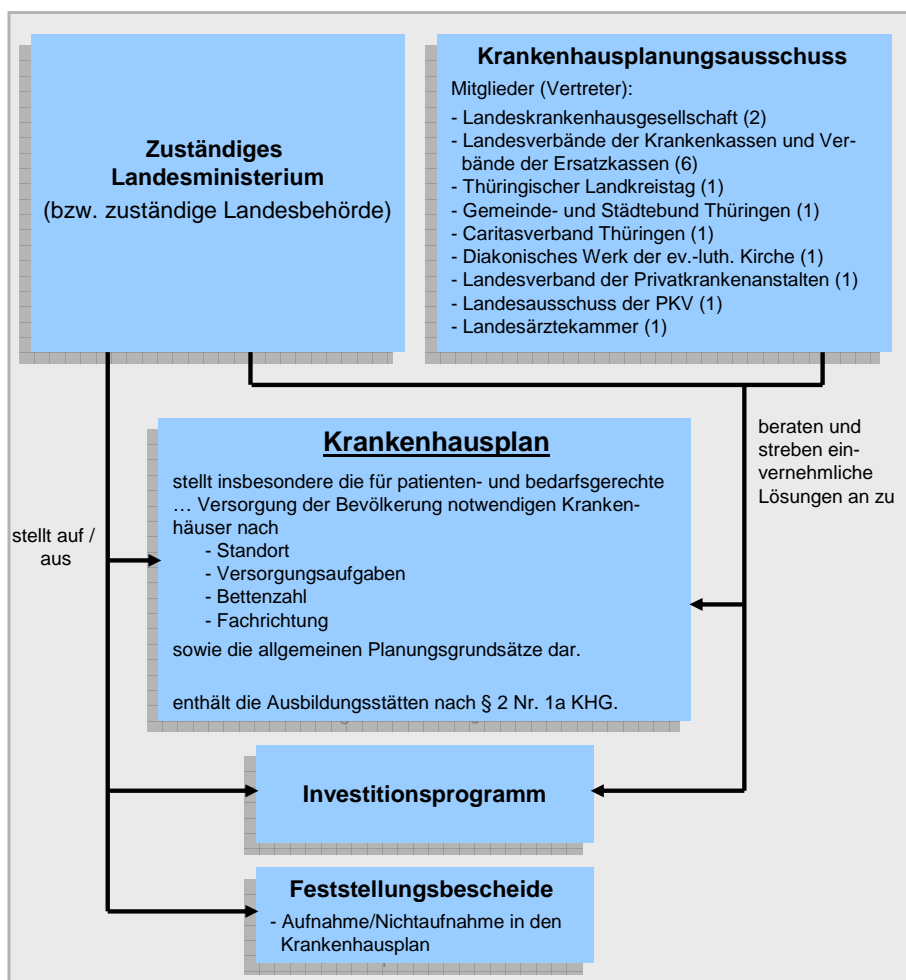 Zuständiges
Landesministerium
(bzw. zuständige Landesbehörde)
Krankenhausplanungsausschuss
Mitglieder (Vertreter):
- Landeskrankenhausgesellschaft (2)
- Landesverbände der Krankenkassen und Ver-
bände der Ersatzkassen (6)
- Thüringischer Landkreistag (1)
- Gemeinde- und Städtebund Thüringen (1)
- Caritasverband Thüringen (1)
- Diakonisches Werk der ev.-luth. Kirche (1)
- Landesverband der Privatkrankenanstalten (1)
- Landesausschuss der PKV (1)
- Landesärztekammer (1)
beraten und
streben ein-
vernehmliche
Lösungen an zu
stellt auf /
aus
Krankenhausplan
stellt insbesondere die für patienten- und bedarfsgerechte
… Versorgung der Bevölkerung notwendigen Kranken-
häuser nach
- Standort
- Versorgungsaufgaben
- Bettenzahl
- Fachrichtung
sowie die allgemeinen Planungsgrundsätze dar.
enthält die Ausbildungsstätten nach § 2 Nr. 1a KHG.
Investitionsprogramm
Feststellungsbescheide
- Aufnahme/Nichtaufnahme in den
Krankenhausplan